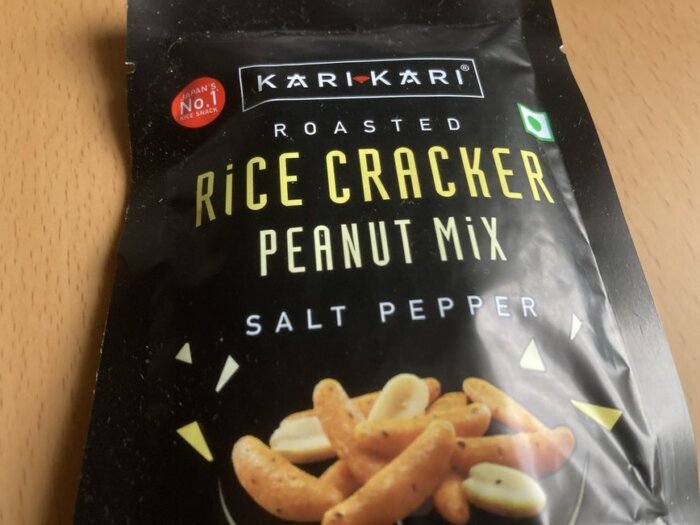 KARI KARI®
JAPAN'S
No.1
RICE SNACK
ROASTED
RiCE CRACKER
PEANUT MiX
SALT PEPPER